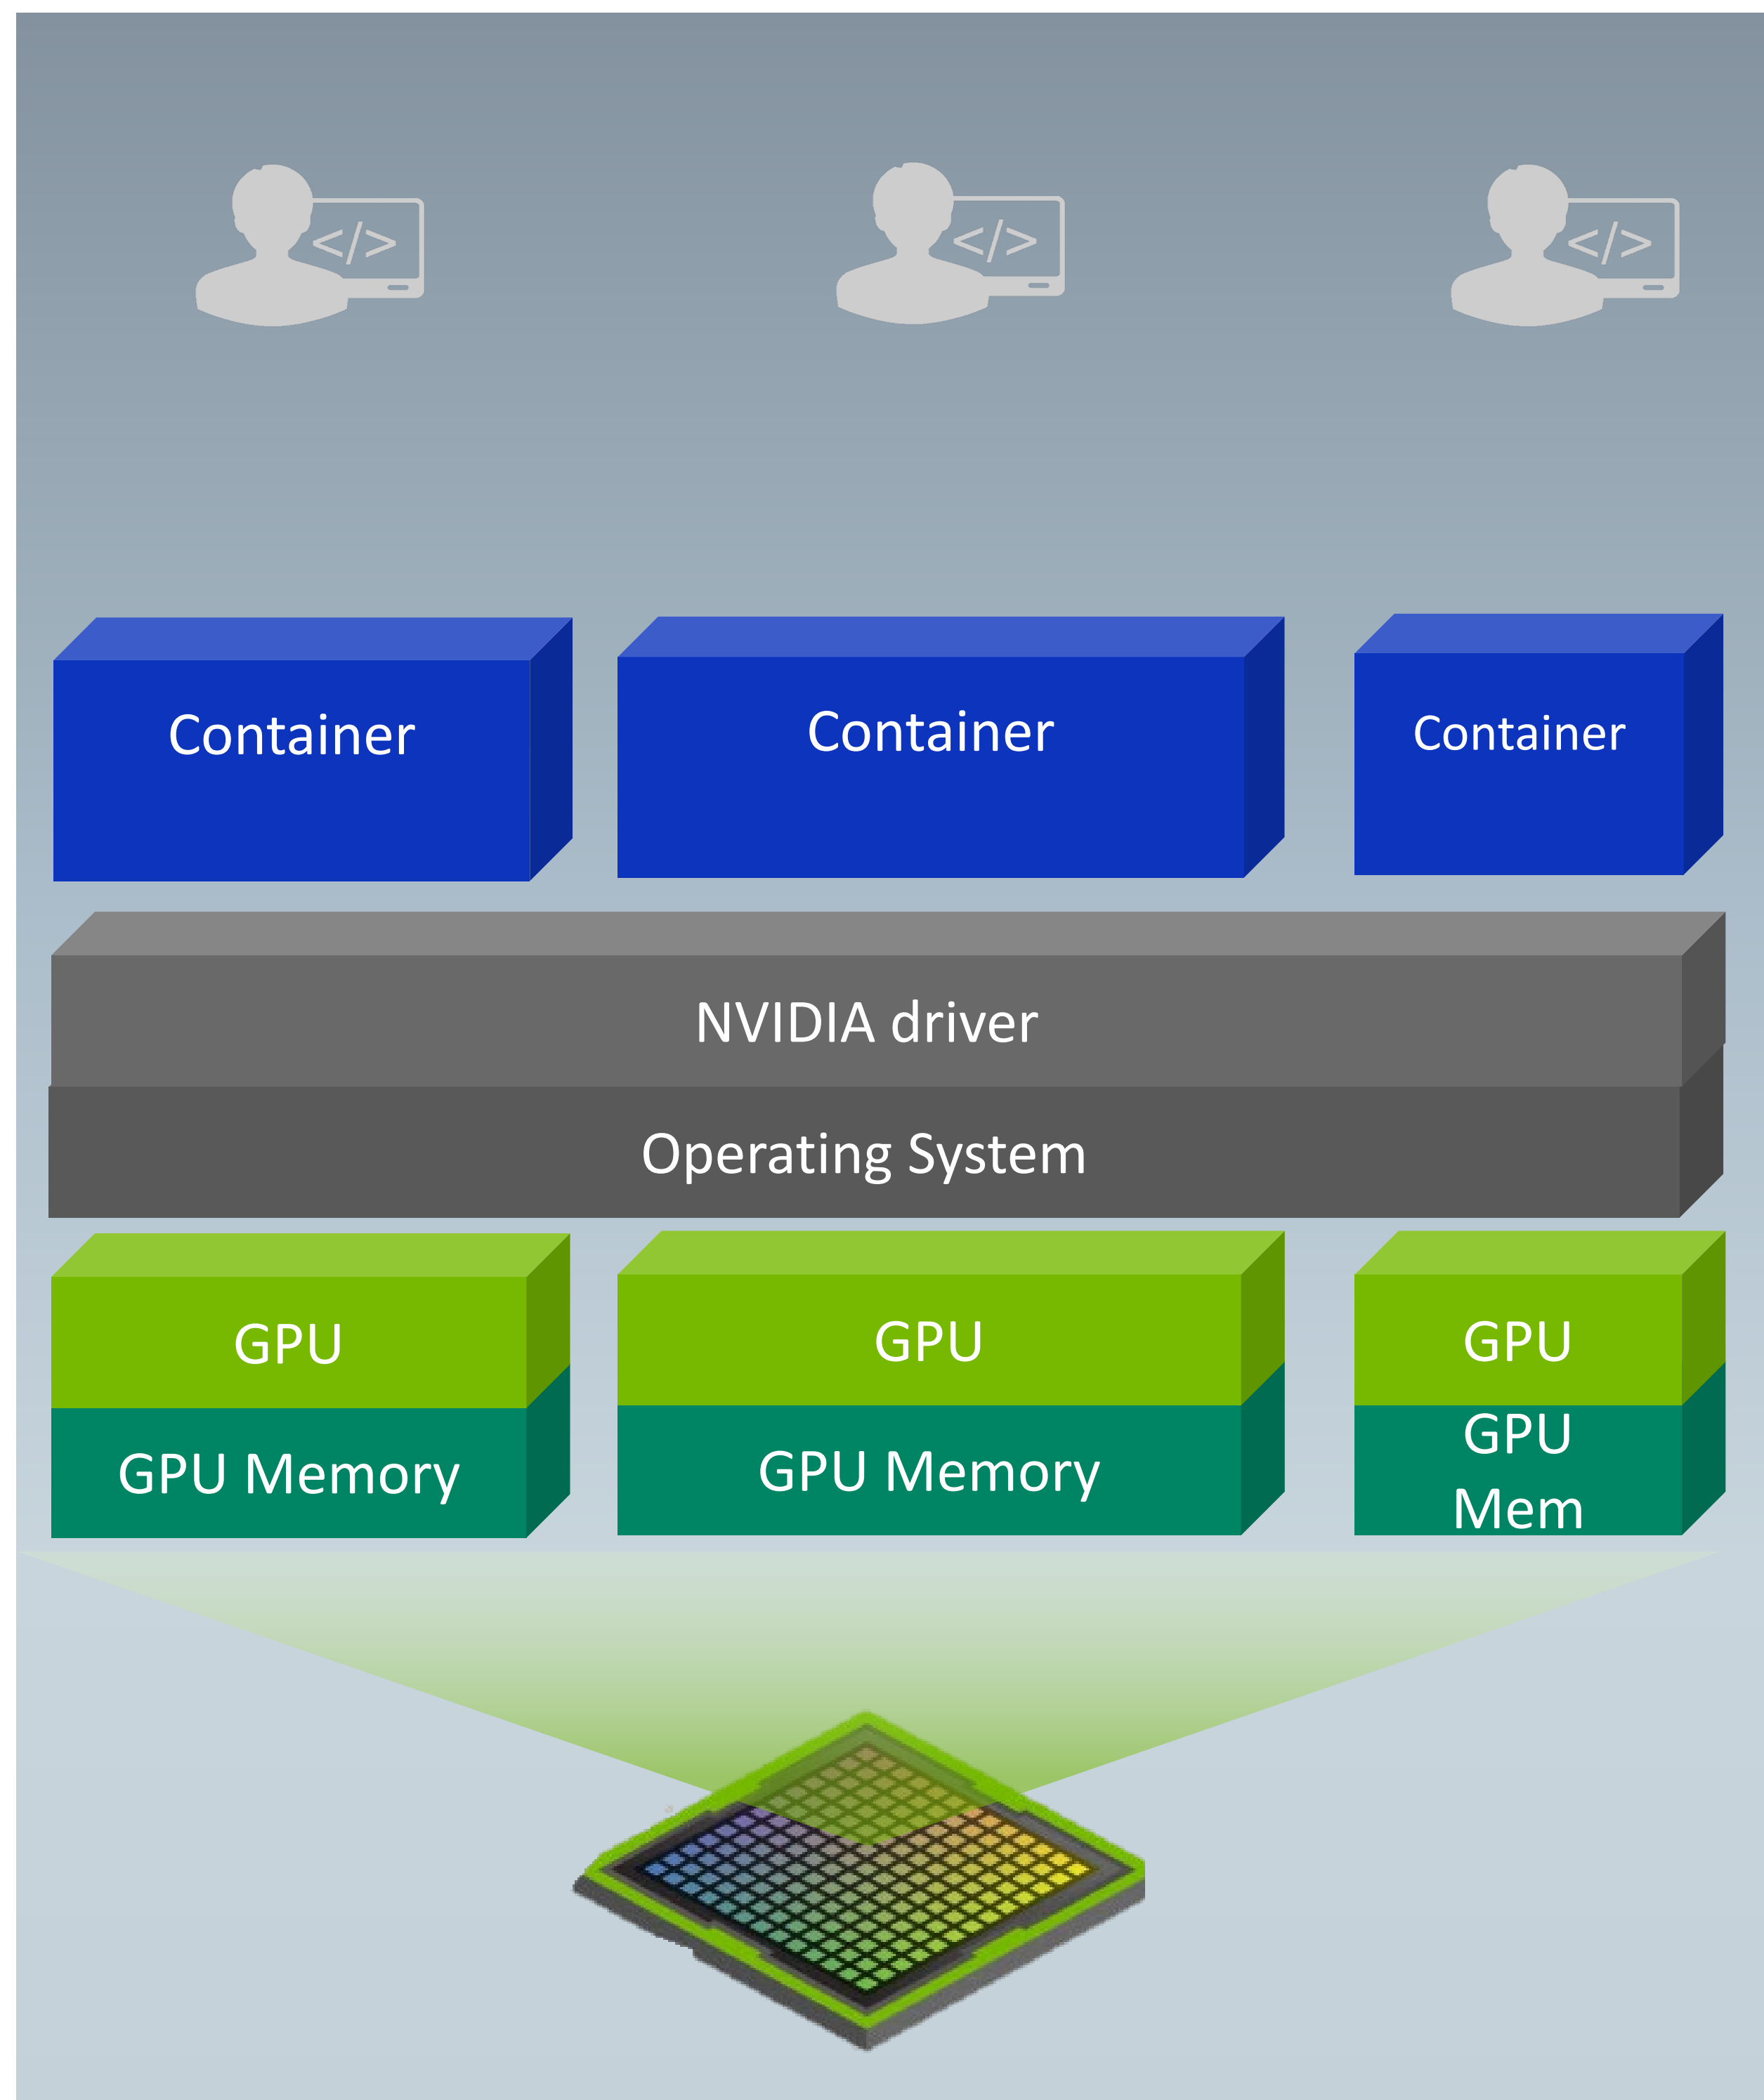 </>
</>
</>
Container
Container
Container
NVIDIA driver
Operating System
GPU
GPU
GPU
GPU Memory
GPU Memory
GPU
Mem